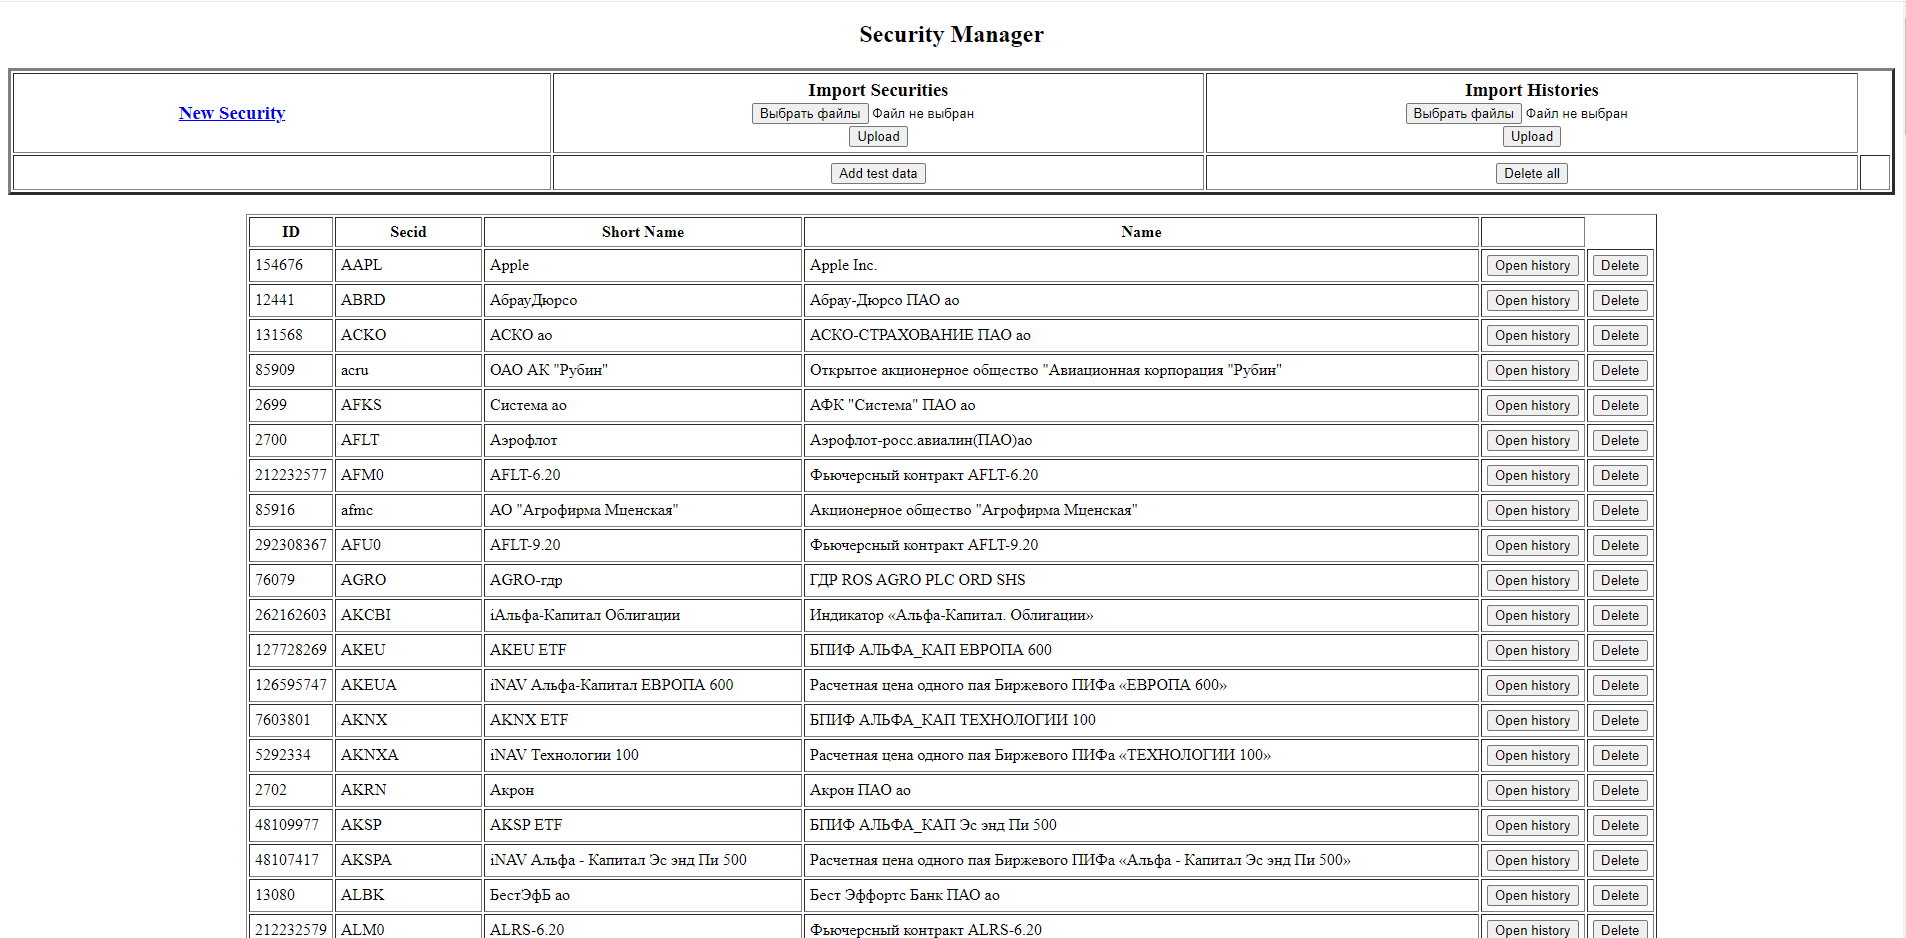 Security Manager
New Security
Import Securities
Выбрать файлы Файл не выбран
Upload
Import Histories
Выбрать файлы Файл не выбран
Upload
Add test data
Delete all
ID Secid Short Name Name
154676 AAPL Apple Apple Inc. Open history Delete
12441 ABRD АбрауДюрсо Абрау-Дюрсо ПАО ао Open history Delete
131568 ACKO АСКО ао АСКО-СТРАХОВАНИЕ ПАО ао Open history Delete
85909 acru ОАО АК "Рубин" Открытое акционерное общество "Авиационная корпорация "Рубин" Open history Delete
2699 AFKS Система ао АФК "Система" ПАО ао Open history Delete
2700 AFLT Аэрофлот Аэрофлот-росс.авиалин(ПАО)ао Open history Delete
212232577 AFM0 AFLT-6.20 Фьючерсный контракт AFLT-6.20 Open history Delete
85916 afmc АО "Агрофирма Мценская" Акционерное общество "Агрофирма Мценская" Open history Delete
292308367 AFU0 AFLT-9.20 Фьючерсный контракт AFLT-9.20 Open history Delete
76079 AGRO AGRO-гдр ГДР ROS AGRO PLC ORD SHS Open history Delete
262162603 AKCBI iАльфа-Капитал Облигации Индикатор «Альфа-Капитал. Облигации» Open history Delete
127728269 AKEU AKEU ETF БПИФ АЛЬФА_КАП ЕВРОПА 600 Open history Delete
126595747 AKEUA iNAV Альфа-Капитал ЕВРОПА 600 Расчетная цена одного пая Биржевого ПИФа «ЕВРОПА 600» Open history Delete
7603801 AKNX AKNX ETF БПИФ АЛЬФА_КАП ТЕХНОЛОГИИ 100 Open history Delete
5292334 AKNXA iNAV Технологии 100 Расчетная цена одного пая Биржевого ПИФа «ТЕХНОЛОГИИ 100» Open history Delete
2702 AKRN Акрон Акрон ПАО ао Open history Delete
48109977 AKSP AKSP ETF БПИФ АЛЬФА_КАП Эс энд Пи 500 Open history Delete
48107417 AKSPA iNAV Альфа - Капитал Эс энд Пи 500 Расчетная цена одного пая Биржевого ПИФа «Альфа - Капитал Эс энд Пи 500» Open history Delete
13080 ALBK БестЭфБ ао Бест Эффортс Банк ПАО ао Open history Delete
212232579 ALM0 ALRS-6.20 Фьючерсный контракт ALRS-6.20 Open history Delete